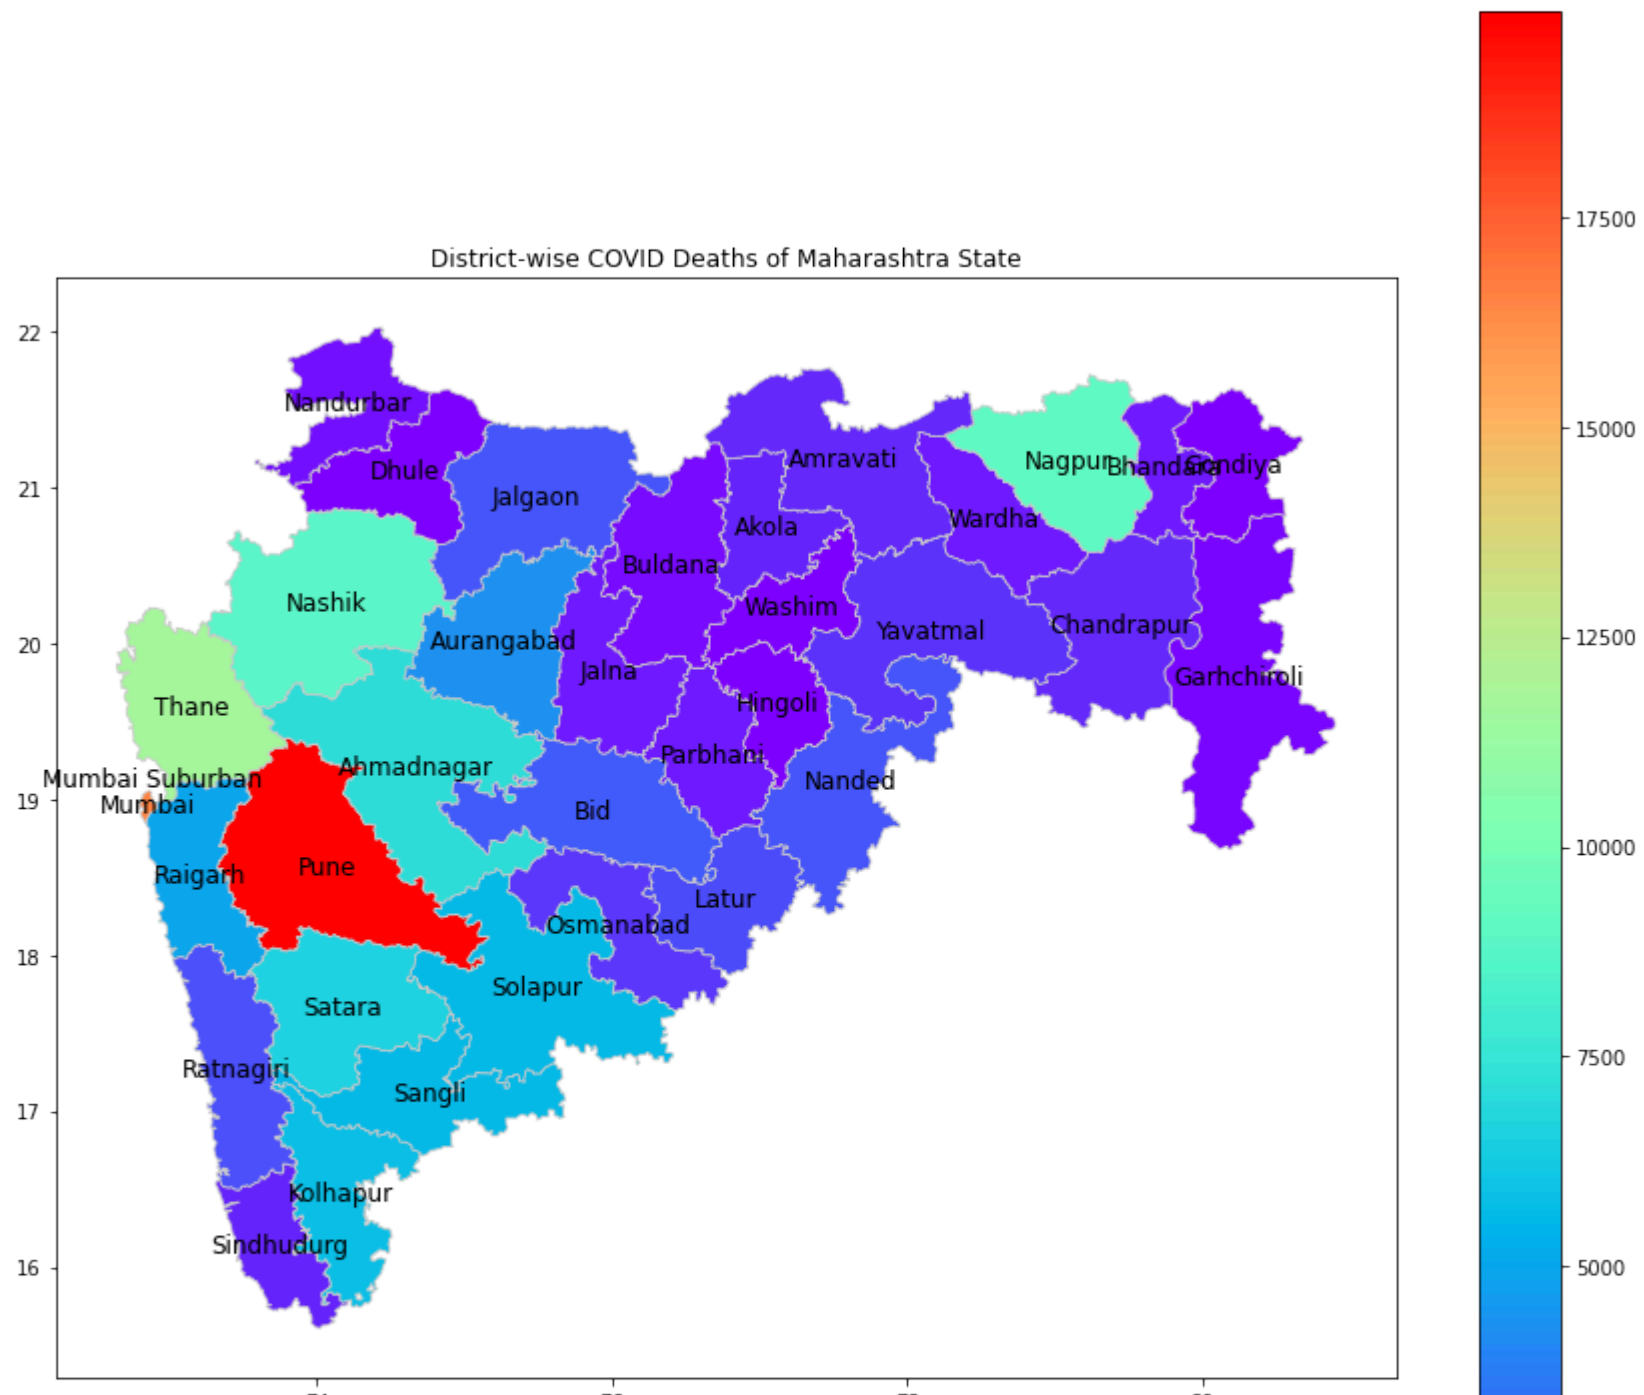 District-wise COVID Deaths of Maharashtra State
22
21
20
19
18
17
16
Nandurbar
Dhule
Jalgaon
Amravati
Nagpur
Bhandara
Gondiya
Akola
Wardha
Buldana
Nashik
Washim
Aurangabad
Yavatmal
Chandrapur
Jalna
Garhchiroli
Thane
Hingoli
Parbhani
Ahmadnagar
Mumbai Suburban
Nanded
Mumbai
Bid
Pune
Raigarh
Latur
Osmanabad
Solapur
Satara
Ratnagiri
Sangli
Kolhapur
Sindhudurg
17500
15000
12500
10000
7500
5000